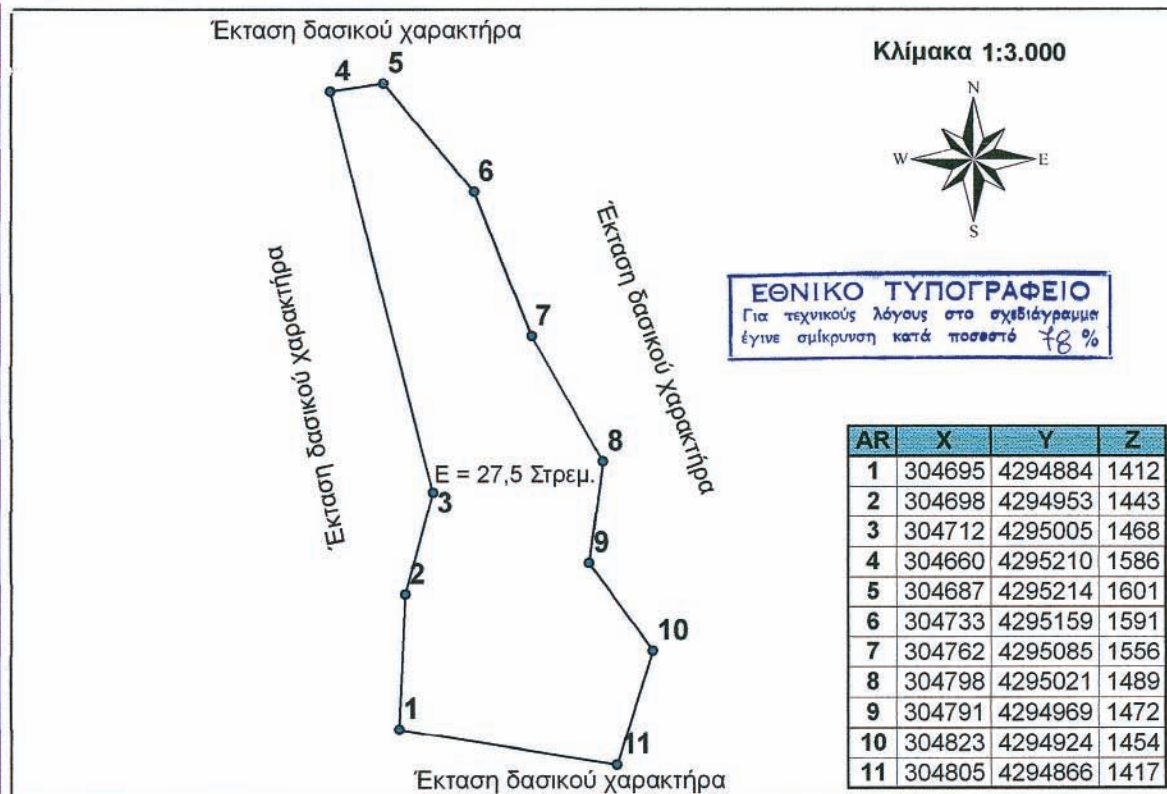 Έκταση δασικού χαρακτήρα
Κλίμακα 1:3.000
4
5
6
7
8
9
10
11
1
2
3
N
W
E
S
Έκταση δασικού χαρακτήρα
Έκταση δασικού χαρακτήρα
E = 27,5 Στρεμ.
Έκταση δασικού χαρακτήρα
ΕΘΝΙΚΟ ΤΥΠΟΓΡΑΦΕΙΟ
Για τεχνικούς λόγους στο σχεδιάγραμμα
έγινε σμίκρυνση κατά ποσοστό 78 %
AR X Y Z
1 304695 4294884 1412
2 304698 4294953 1443
3 304712 4295005 1468
4 304660 4295210 1586
5 304687 4295214 1601
6 304733 4295159 1591
7 304762 4295085 1556
8 304798 4295021 1489
9 304791 4294969 1472
10 304823 4294924 1454
11 304805 4294866 1417